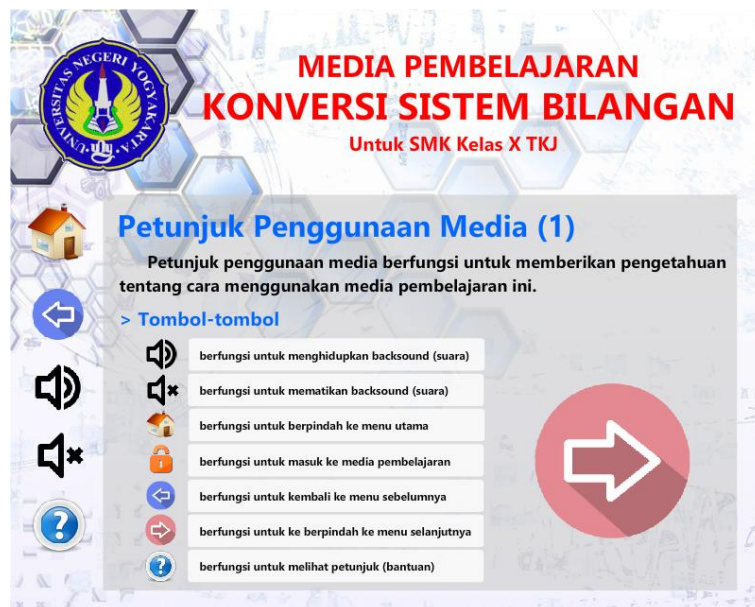 MEDIA PEMBELAJARAN
KONVERSI SISTEM BILANGAN
Untuk SMK Kelas X TKJ
UNIVERSITAS NEGERI YOGYAKARTA
Petunjuk Penggunaan Media (1)
Petunjuk penggunaan media berfungsi untuk memberikan pengetahuan
tentang cara menggunakan media pembelajaran ini.
> Tombol-tombol
berfungsi untuk menghidupkan backsound (suara)
berfungsi untuk mematikan backsound (suara)
berfungsi untuk berpindah ke menu utama
berfungsi untuk masuk ke media pembelajaran
berfungsi untuk kembali ke menu sebelumnya
berfungsi untuk ke berpindah ke menu selanjutnya
berfungsi untuk melihat petunjuk (bantuan)